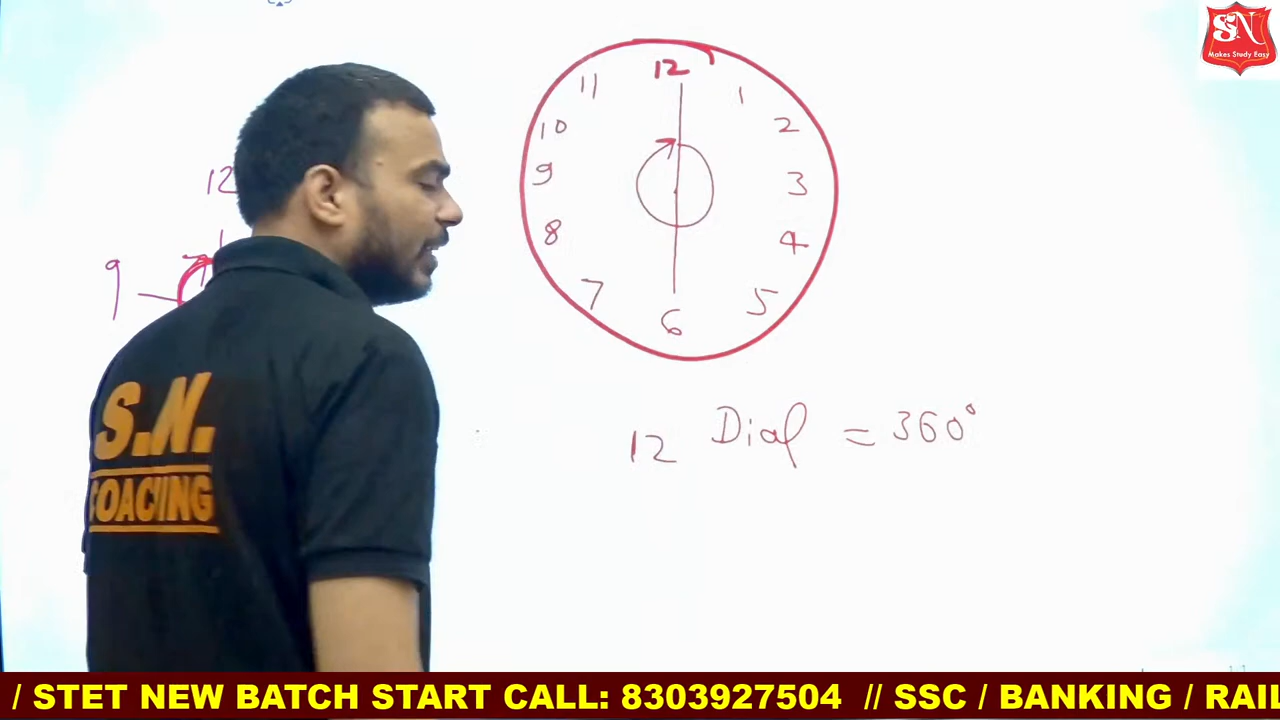 SN
Makes Study Easy
12
11
1
10
2
9
3
8
4
7
5
6
12
9
12 Dial = 360°
S.N.
COACHING
/ STET NEW BATCH START CALL: 8303927504 // SSC / BANKING / RAI